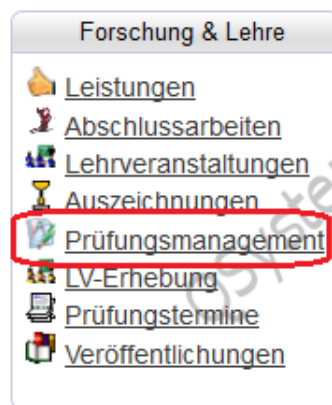 Forschung & Lehre
Leistungen
Abschlussarbeiten
Lehrveranstaltungen
Auszeichnungen
Prüfungsmanagement
LV-Erhebung
Prüfungstermine
Veröffentlichungen